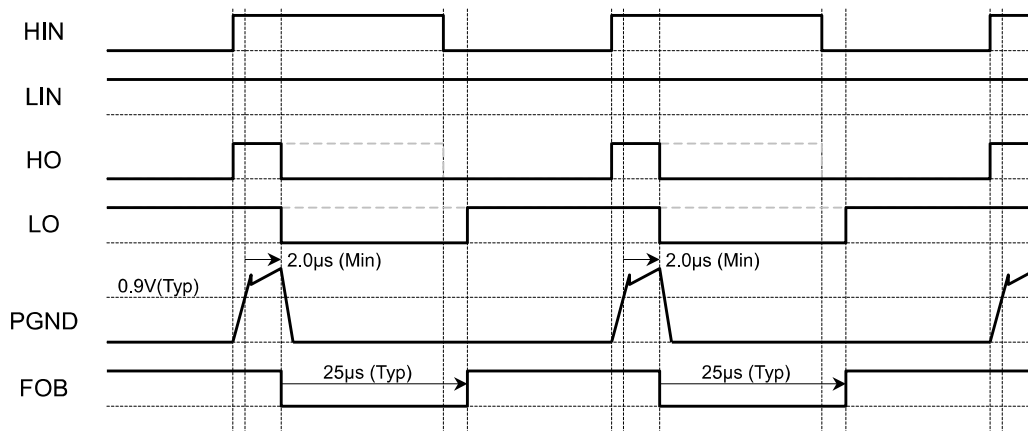 HIN
LIN
HO
LO
2.0μs (Min)
2.0μs (Min)
0.9V(Typ)
PGND
25μs (Typ)
25μs (Typ)
FOB